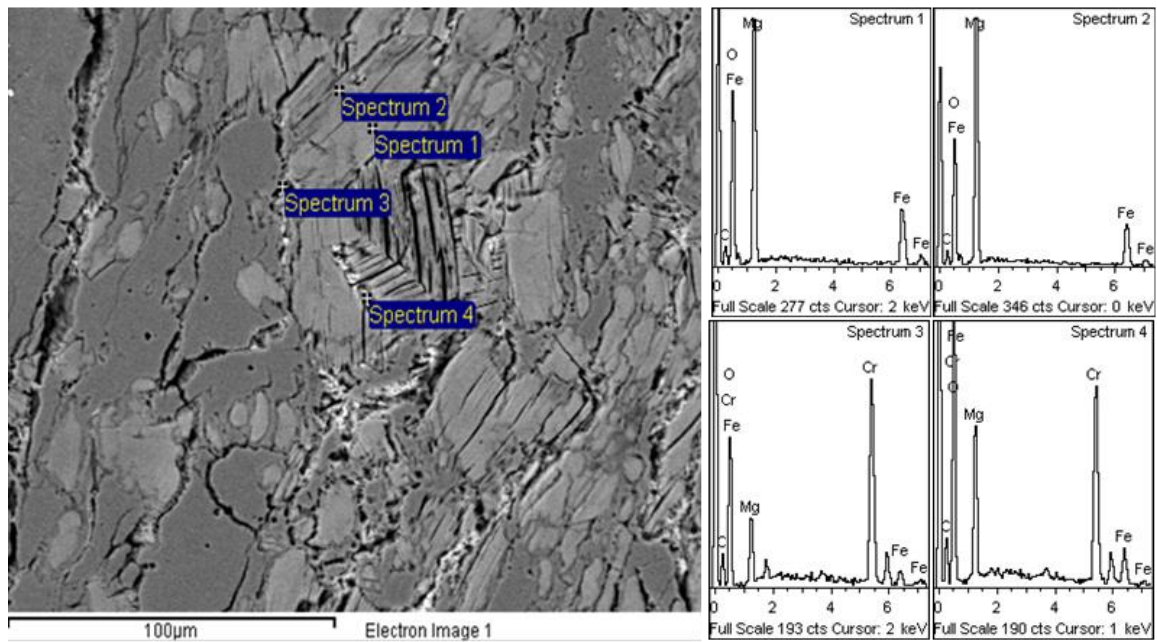 Spectrum 2
Spectrum 1
Spectrum 3
Spectrum 4
100µm Electron Image 1
Spectrum 1
Mg
O
Fe
C
Fe
Fe
0 2 4 6
Full Scale 277 cts Cursor: 2 keV
Spectrum 2
Mg
O
Fe
C
Fe
Fe
0 2 4 6
Full Scale 346 cts Cursor: 0 keV
Spectrum 3
O
Cr
Cr
Fe
Mg
C
Fe
Fe
0 2 4 6
Full Scale 193 cts Cursor: 2 keV
Spectrum 4
Fe
Cr
O
Mg
Cr
C
Fe
Fe
0 2 4 6
Full Scale 190 cts Cursor: 1 keV